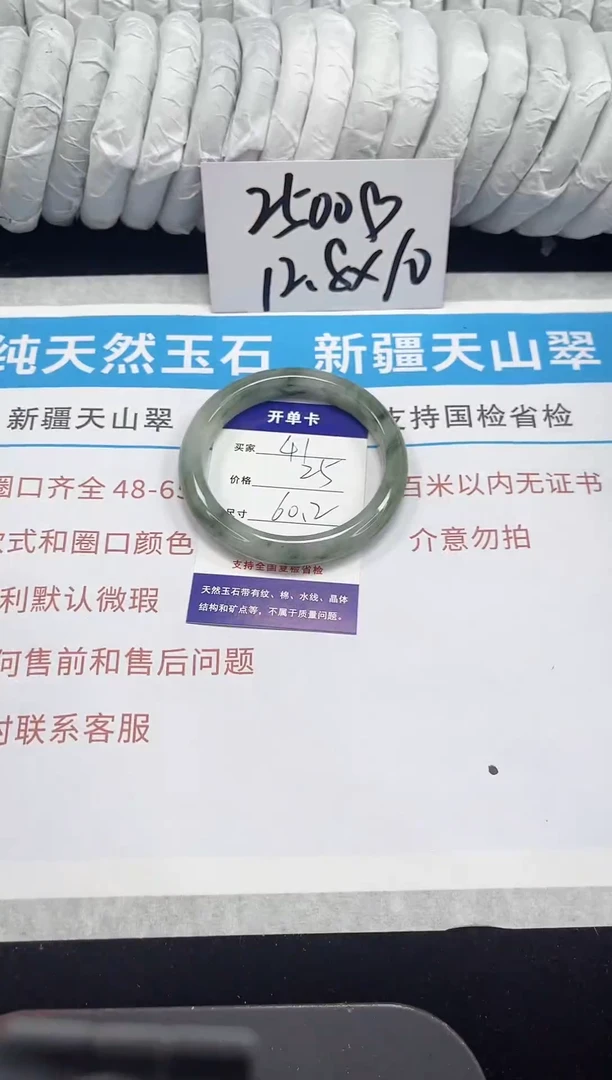 2500♡
12.8×10
纯天然玉石 新疆天山翠
新疆天山翠
支持国检省检
圈口齐全 48-6
百米以内无证书
款式和圈口颜色
介意勿拍
利默认微瑕
何售前和售后问题
时联系客服
开单卡
买家 41
价格 25
尺寸 60.2
支持全国复检省检
天然玉石带有纹、棉、水线、晶体
结构和矿点等，不属于质量问题。